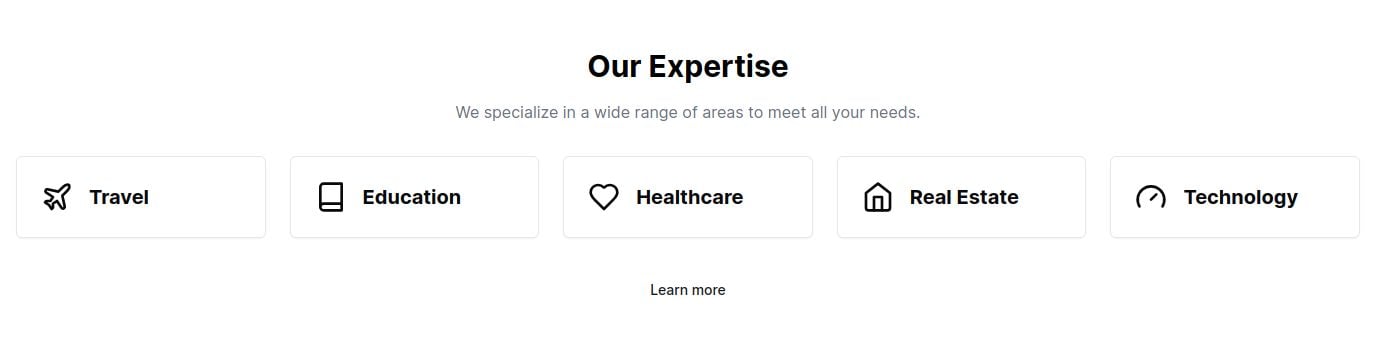 Our Expertise
We specialize in a wide range of areas to meet all your needs.
Travel
Education
Healthcare
Real Estate
Technology
Learn more